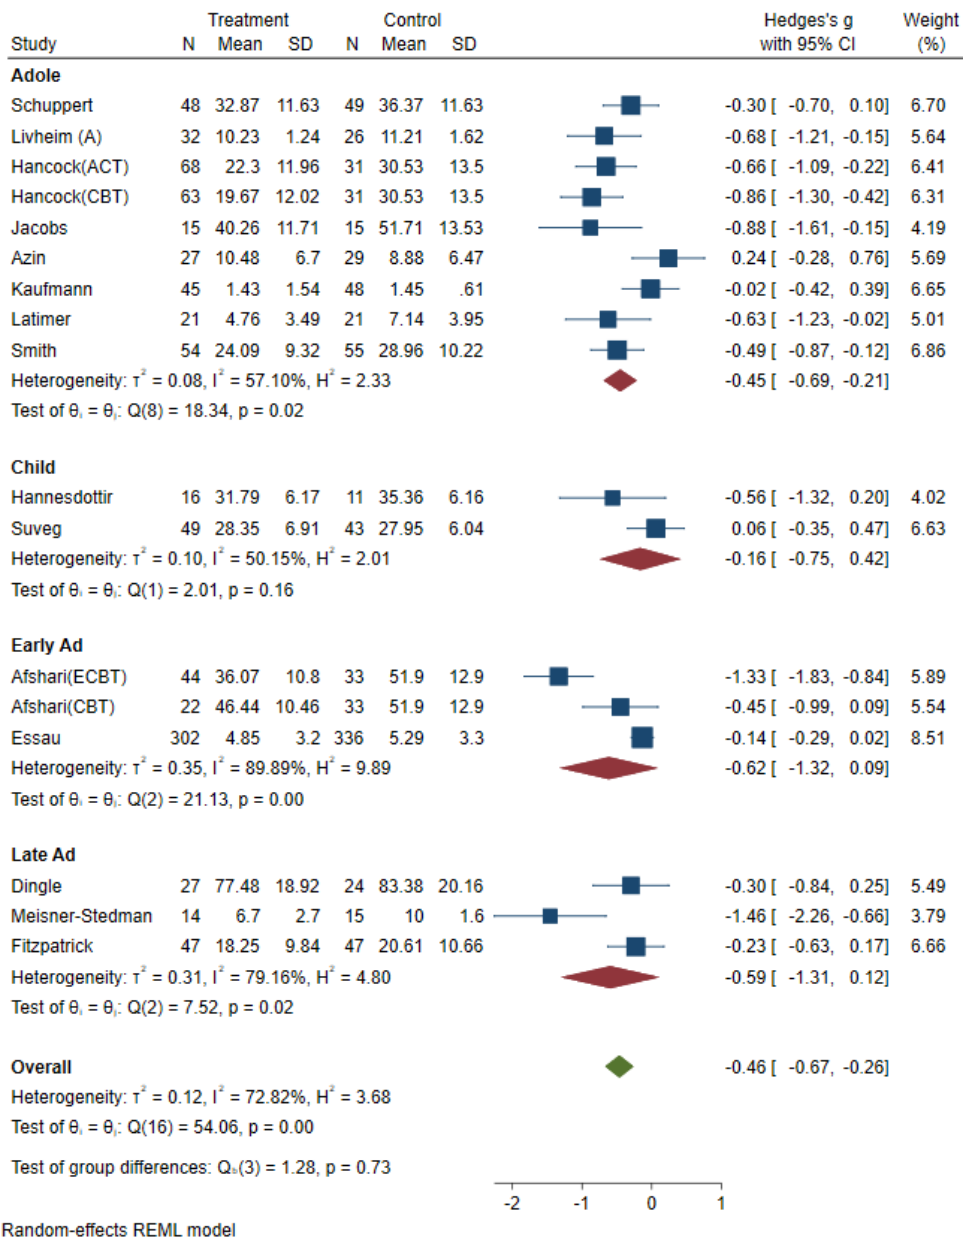 Treatment Control Hedges's g Weight
Study N Mean SD N Mean SD with 95% CI (%)
Adole
Schuppert 48 32.87 11.63 49 36.37 11.63 -0.30 [ -0.70, 0.10] 6.70
Livheim (A) 32 10.23 1.24 26 11.21 1.62 -0.68 [ -1.21, -0.15] 5.64
Hancock(ACT) 68 22.3 11.96 31 30.53 13.5 -0.66 [ -1.09, -0.22] 6.41
Hancock(CBT) 63 19.67 12.02 31 30.53 13.5 -0.86 [ -1.30, -0.42] 6.31
Jacobs 15 40.26 11.71 15 51.71 13.53 -0.88 [ -1.61, -0.15] 4.19
Azin 27 10.48 6.7 29 8.88 6.47 0.24 [ -0.28, 0.76] 5.69
Kaufmann 45 1.43 1.54 48 1.45 .61 -0.02 [ -0.42, 0.39] 6.65
Latimer 21 4.76 3.49 21 7.14 3.95 -0.63 [ -1.23, -0.02] 5.01
Smith 54 24.09 9.32 55 28.96 10.22 -0.49 [ -0.87, -0.12] 6.86
Heterogeneity: τ² = 0.08, I² = 57.10%, H² = 2.33 -0.45 [ -0.69, -0.21]
Test of θᵢ = θⱼ: Q(8) = 18.34, p = 0.02
Child
Hannesdottir 16 31.79 6.17 11 35.36 6.16 -0.56 [ -1.32, 0.20] 4.02
Suveg 49 28.35 6.91 43 27.95 6.04 0.06 [ -0.35, 0.47] 6.63
Heterogeneity: τ² = 0.10, I² = 50.15%, H² = 2.01 -0.16 [ -0.75, 0.42]
Test of θᵢ = θⱼ: Q(1) = 2.01, p = 0.16
Early Ad
Afshari(ECBT) 44 36.07 10.8 33 51.9 12.9 -1.33 [ -1.83, -0.84] 5.89
Afshari(CBT) 22 46.44 10.46 33 51.9 12.9 -0.45 [ -0.99, 0.09] 5.54
Essau 302 4.85 3.2 336 5.29 3.3 -0.14 [ -0.29, 0.02] 8.51
Heterogeneity: τ² = 0.35, I² = 89.89%, H² = 9.89 -0.62 [ -1.32, 0.09]
Test of θᵢ = θⱼ: Q(2) = 21.13, p = 0.00
Late Ad
Dingle 27 77.48 18.92 24 83.38 20.16 -0.30 [ -0.84, 0.25] 5.49
Meisner-Stedman 14 6.7 2.7 15 10 1.6 -1.46 [ -2.26, -0.66] 3.79
Fitzpatrick 47 18.25 9.84 47 20.61 10.66 -0.23 [ -0.63, 0.17] 6.66
Heterogeneity: τ² = 0.31, I² = 79.16%, H² = 4.80 -0.59 [ -1.31, 0.12]
Test of θᵢ = θⱼ: Q(2) = 7.52, p = 0.02
Overall -0.46 [ -0.67, -0.26]
Heterogeneity: τ² = 0.12, I² = 72.82%, H² = 3.68
Test of θᵢ = θⱼ: Q(16) = 54.06, p = 0.00
Test of group differences: Q_b(3) = 1.28, p = 0.73
-2 -1 0 1
Random-effects REML model